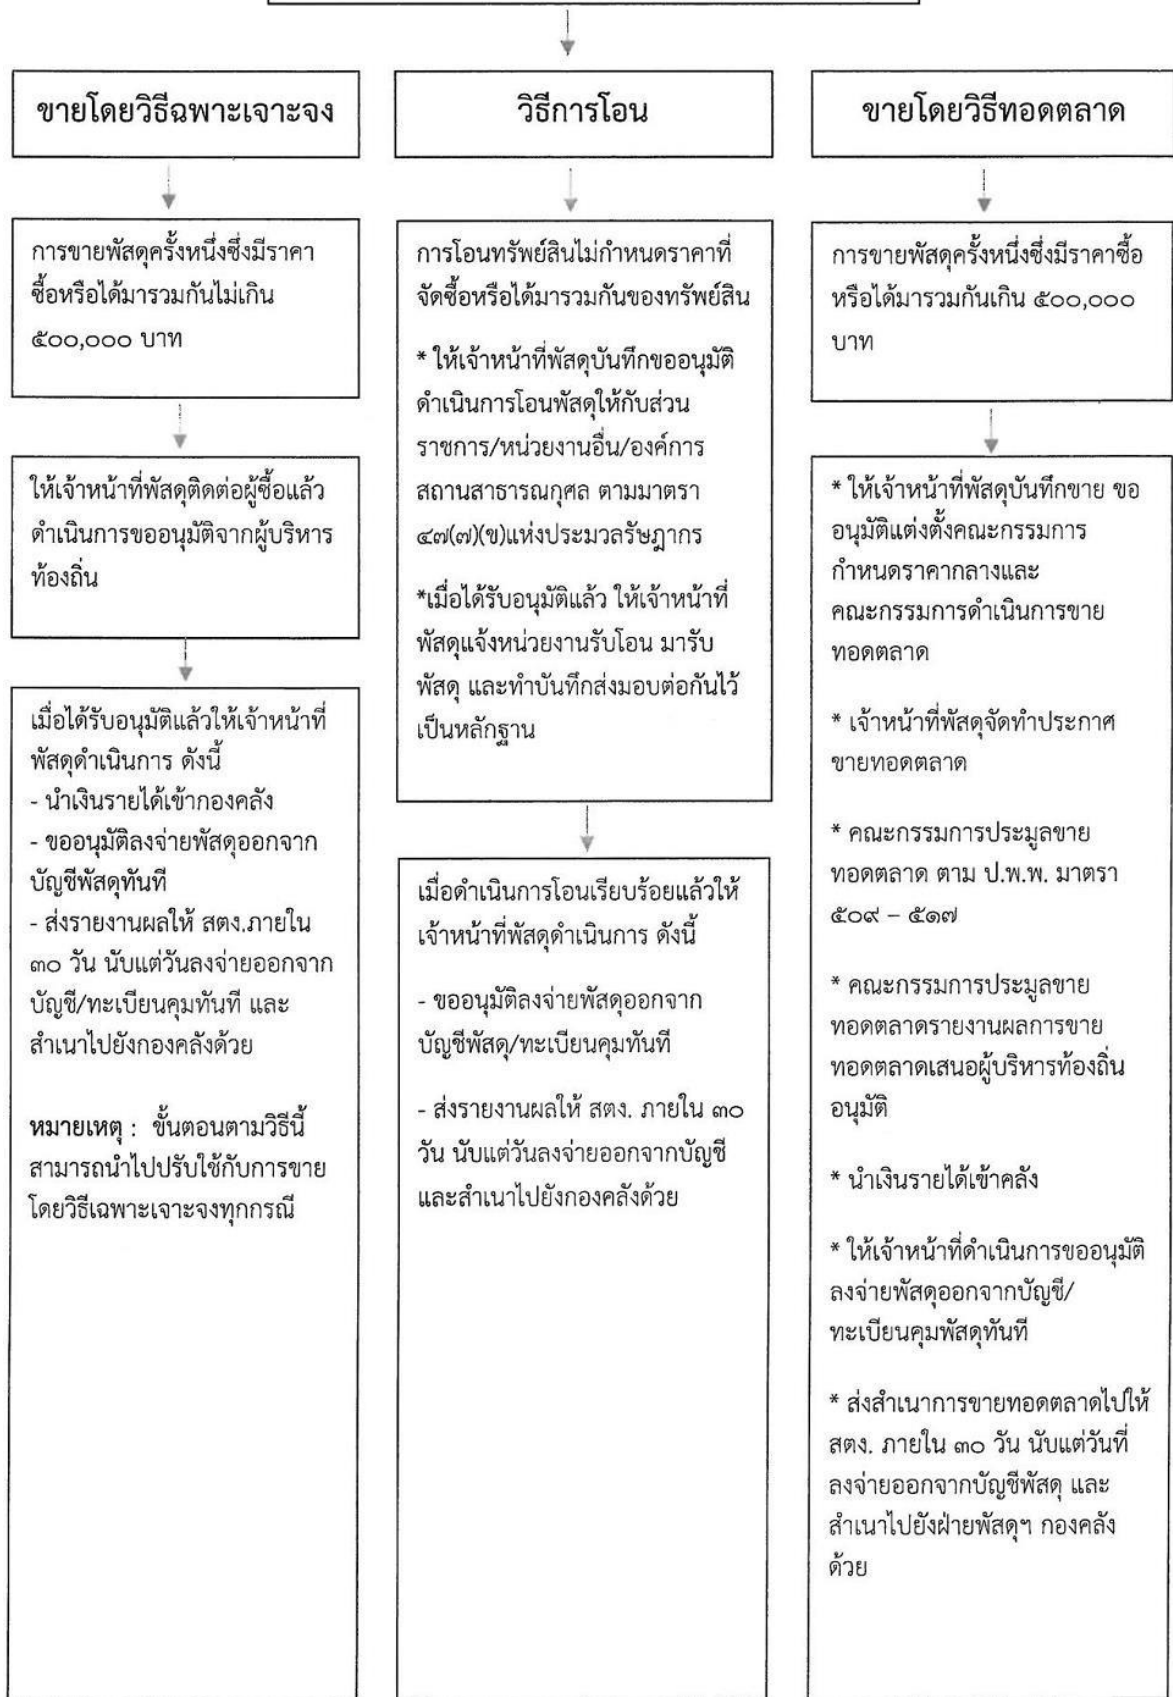 ขายโดยวิธีฉพาะเจาะจง
การขายพัสดุครั้งหนึ่งซึ่งมีราคา
ซื้อหรือได้มารวมกันไม่เกิน
๕๐๐,๐๐๐ บาท
ให้เจ้าหน้าที่พัสดุติดต่อผู้ซื้อแล้ว
ดำเนินการขออนุมัติจากผู้บริหาร
ท้องถิ่น
เมื่อได้รับอนุมัติแล้วให้เจ้าหน้าที่
พัสดุดำเนินการ ดังนี้
- นำเงินรายได้เข้ากองคลัง
- ขออนุมัติลงจ่ายพัสดุออกจาก
บัญชีพัสดุทันที
- ส่งรายงานผลให้ สตง.ภายใน
๓๐ วัน นับแต่วันลงจ่ายออกจาก
บัญชี/ทะเบียนคุมทันที และ
สำเนาไปยังกองคลังด้วย
หมายเหตุ : ขั้นตอนตามวิธีนี้
สามารถนำไปปรับใช้กับการขาย
โดยวิธีเฉพาะเจาะจงทุกกรณี
วิธีการโอน
การโอนทรัพย์สินไม่กำหนดราคาที่
จัดซื้อหรือได้มารวมกันของทรัพย์สิน
* ให้เจ้าหน้าที่พัสดุบันทึกขออนุมัติ
ดำเนินการโอนพัสดุให้กับส่วน
ราชการ/หน่วยงานอื่น/องค์การ
สถานสาธารณกุศล ตามมาตรา
๔๗(๗)(ข)แห่งประมวลรัษฎากร
*เมื่อได้รับอนุมัติแล้ว ให้เจ้าหน้าที่
พัสดุแจ้งหน่วยงานรับโอน มารับ
พัสดุ และทำบันทึกส่งมอบต่อกันไว้
เป็นหลักฐาน
เมื่อดำเนินการโอนเรียบร้อยแล้วให้
เจ้าหน้าที่พัสดุดำเนินการ ดังนี้
- ขออนุมัติลงจ่ายพัสดุออกจาก
บัญชีพัสดุ/ทะเบียนคุมทันที
- ส่งรายงานผลให้ สตง. ภายใน ๓๐
วัน นับแต่วันลงจ่ายออกจากบัญชี
และสำเนาไปยังกองคลังด้วย
ขายโดยวิธีทอดตลาด
การขายพัสดุครั้งหนึ่งซึ่งมีราคาซื้อ
หรือได้มารวมกันเกิน ๕๐๐,๐๐๐
บาท
* ให้เจ้าหน้าที่พัสดุบันทึกขาย ขอ
อนุมัติแต่งตั้งคณะกรรมการ
กำหนดราคากลางและ
คณะกรรมการดำเนินการขาย
ทอดตลาด
* เจ้าหน้าที่พัสดุจัดทำประกาศ
ขายทอดตลาด
* คณะกรรมการประมูลขาย
ทอดตลาด ตาม ป.พ.พ. มาตรา
๕๐๙ – ๕๑๗
* คณะกรรมการประมูลขาย
ทอดตลาดรายงานผลการขาย
ทอดตลาดเสนอผู้บริหารท้องถิ่น
อนุมัติ
* นำเงินรายได้เข้าคลัง
* ให้เจ้าหน้าที่ดำเนินการขออนุมัติ
ลงจ่ายพัสดุออกจากบัญชี/
ทะเบียนคุมพัสดุทันที
* ส่งสำเนาการขายทอดตลาดไปให้
สตง. ภายใน ๓๐ วัน นับแต่วันที่
ลงจ่ายออกจากบัญชีพัสดุ และ
สำเนาไปยังฝ่ายพัสดุฯ กองคลัง
ด้วย